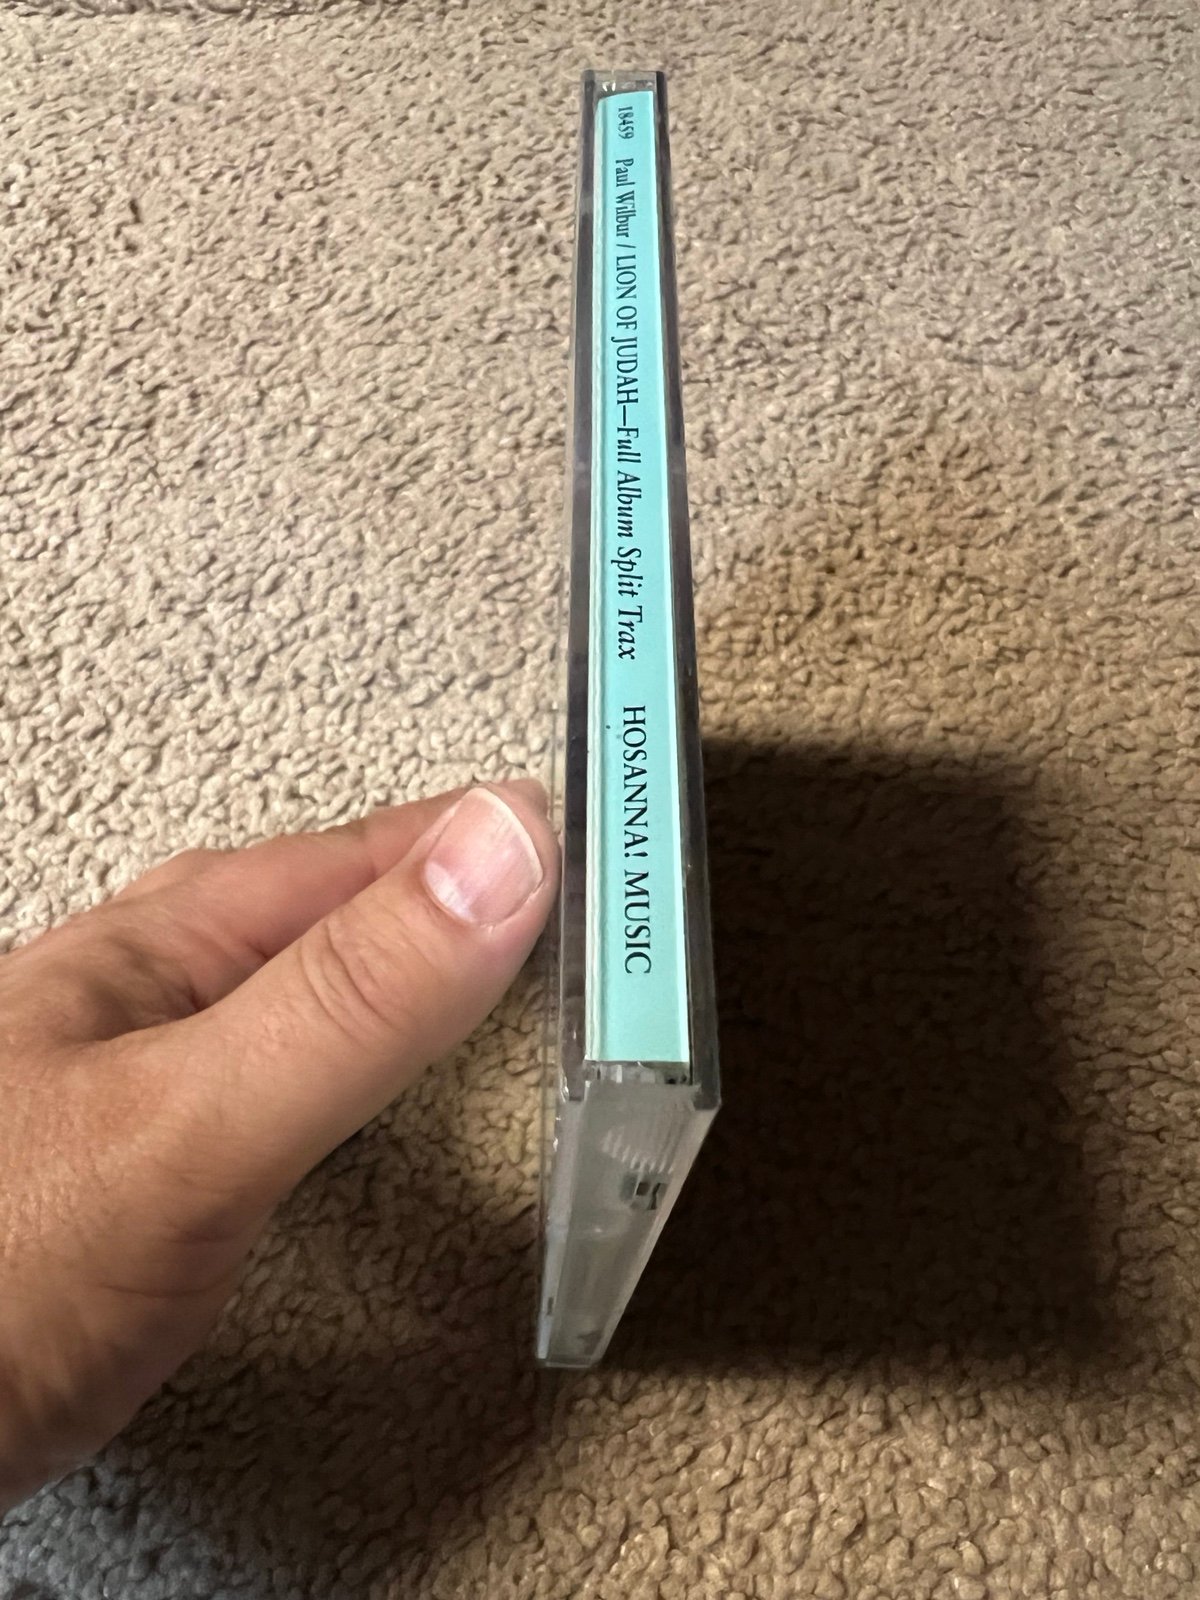 18459 Paul Wilbur / LION OF JUDAH—Full Album Split Trax HOSANNA! MUSIC